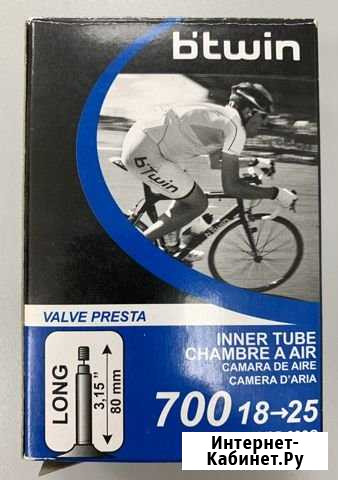 b'twin
b'Twin
VALVE PRESTA
LONG
3,15 ''
80 mm
INNER TUBE
CHAMBRE A AIR
CAMARA DE AIRE
CAMERA D'ARIA
700 18→25
Интернет-
Кабинет.Ру